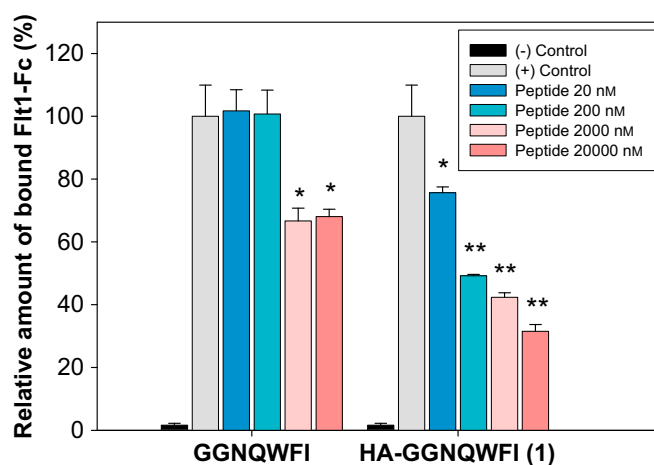 Relative amount of bound Flt1-Fc (%)
120
100
80
60
40
20
0
(-) Control
(+) Control
Peptide 20 nM
Peptide 200 nM
Peptide 2000 nM
Peptide 20000 nM
* *
* ** ** **
GGNQWFI HA-GGNQWFI (1)